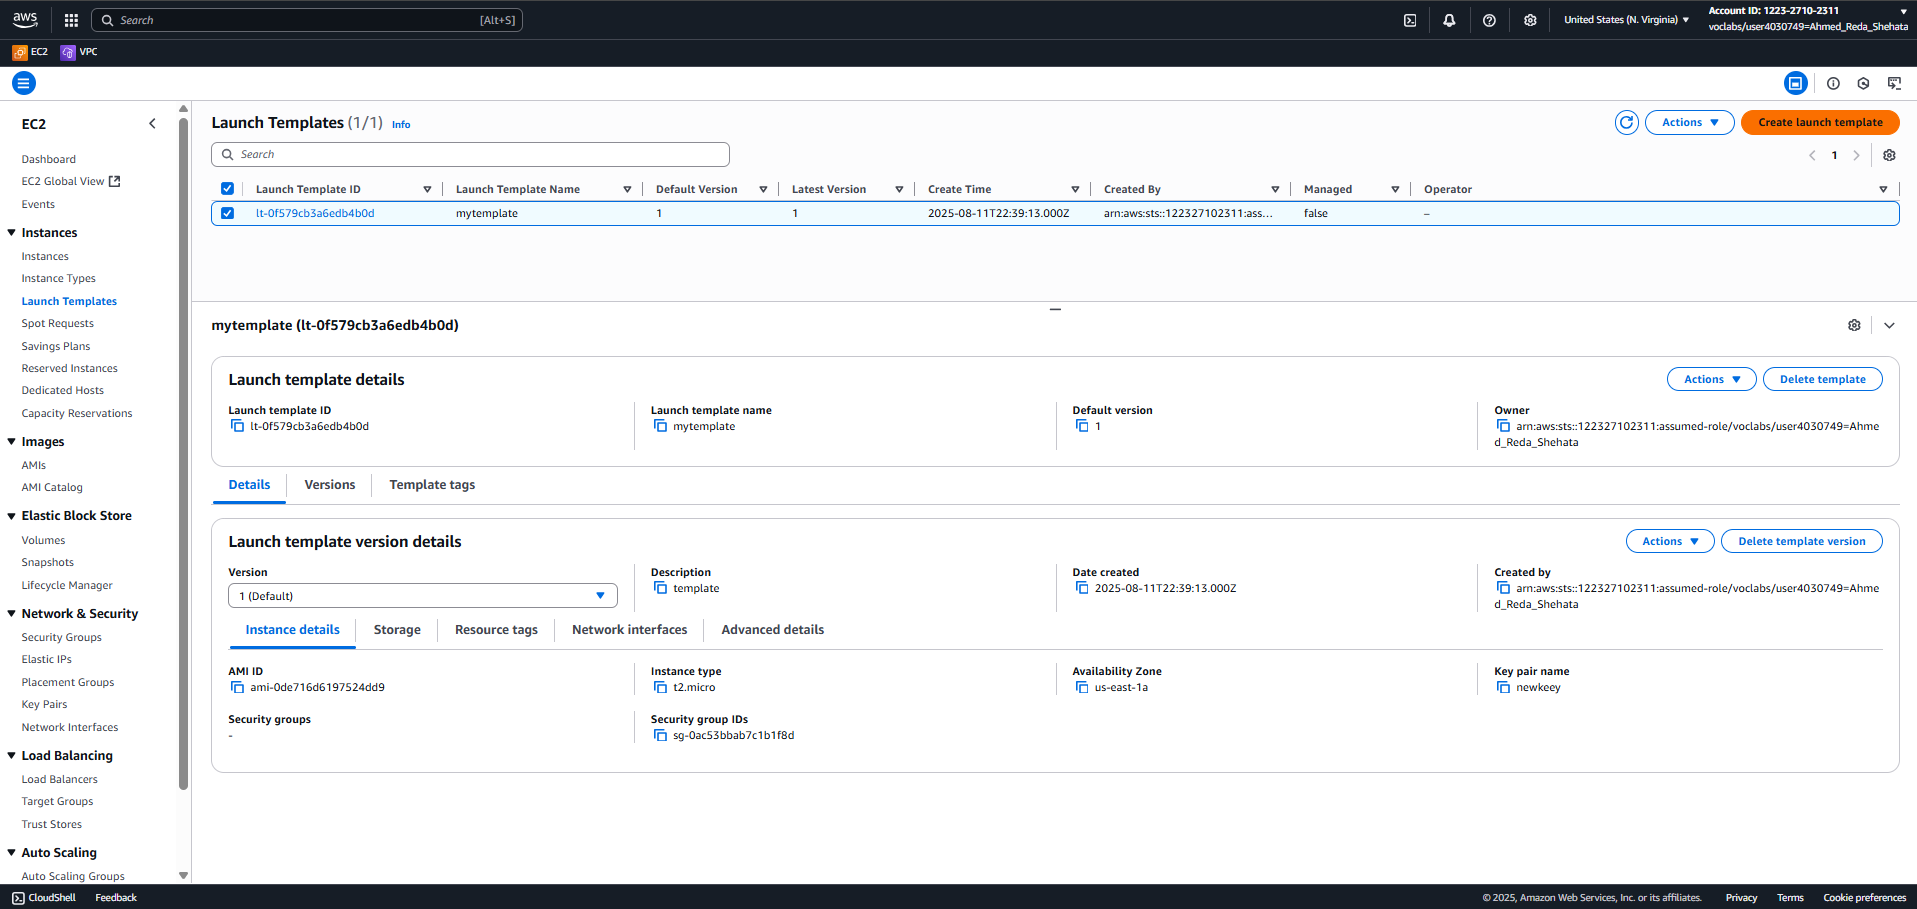 aws
Search [Alt+S]
United States (N. Virginia)
Account ID: 1223-2710-2311
voclabs/user4030749=Ahmed_Reda_Shehata
EC2 VPC
EC2
Dashboard
EC2 Global View
Events
Instances
Instances
Instance Types
Launch Templates
Spot Requests
Savings Plans
Reserved Instances
Dedicated Hosts
Capacity Reservations
Images
AMIs
AMI Catalog
Elastic Block Store
Volumes
Snapshots
Lifecycle Manager
Network & Security
Security Groups
Elastic IPs
Placement Groups
Key Pairs
Network Interfaces
Load Balancing
Load Balancers
Target Groups
Trust Stores
Auto Scaling
Auto Scaling Groups
Launch Templates (1/1) Info
Actions
Create launch template
Search
1
Launch Template ID Launch Template Name Default Version Latest Version Create Time Created By Managed Operator
lt-0f579cb3a6edb4b0d mytemplate 1 1 2025-08-11T22:39:13.000Z arn:aws:sts::122327102311:ass... false –
mytemplate (lt-0f579cb3a6edb4b0d)
Launch template details
Actions
Delete template
Launch template ID
lt-0f579cb3a6edb4b0d
Launch template name
mytemplate
Default version
1
Owner
arn:aws:sts::122327102311:assumed-role/voclabs/user4030749=Ahme
d_Reda_Shehata
Details Versions Template tags
Launch template version details
Actions
Delete template version
Version
1 (Default)
Description
template
Date created
2025-08-11T22:39:13.000Z
Created by
arn:aws:sts::122327102311:assumed-role/voclabs/user4030749=Ahme
d_Reda_Shehata
Instance details Storage Resource tags Network interfaces Advanced details
AMI ID
ami-0de716d6197524dd9
Instance type
t2.micro
Availability Zone
us-east-1a
Key pair name
newkeey
Security groups
-
Security group IDs
sg-0ac53bbab7c1b1f8d
CloudShell Feedback
© 2025, Amazon Web Services, Inc. or its affiliates. Privacy Terms Cookie preferences